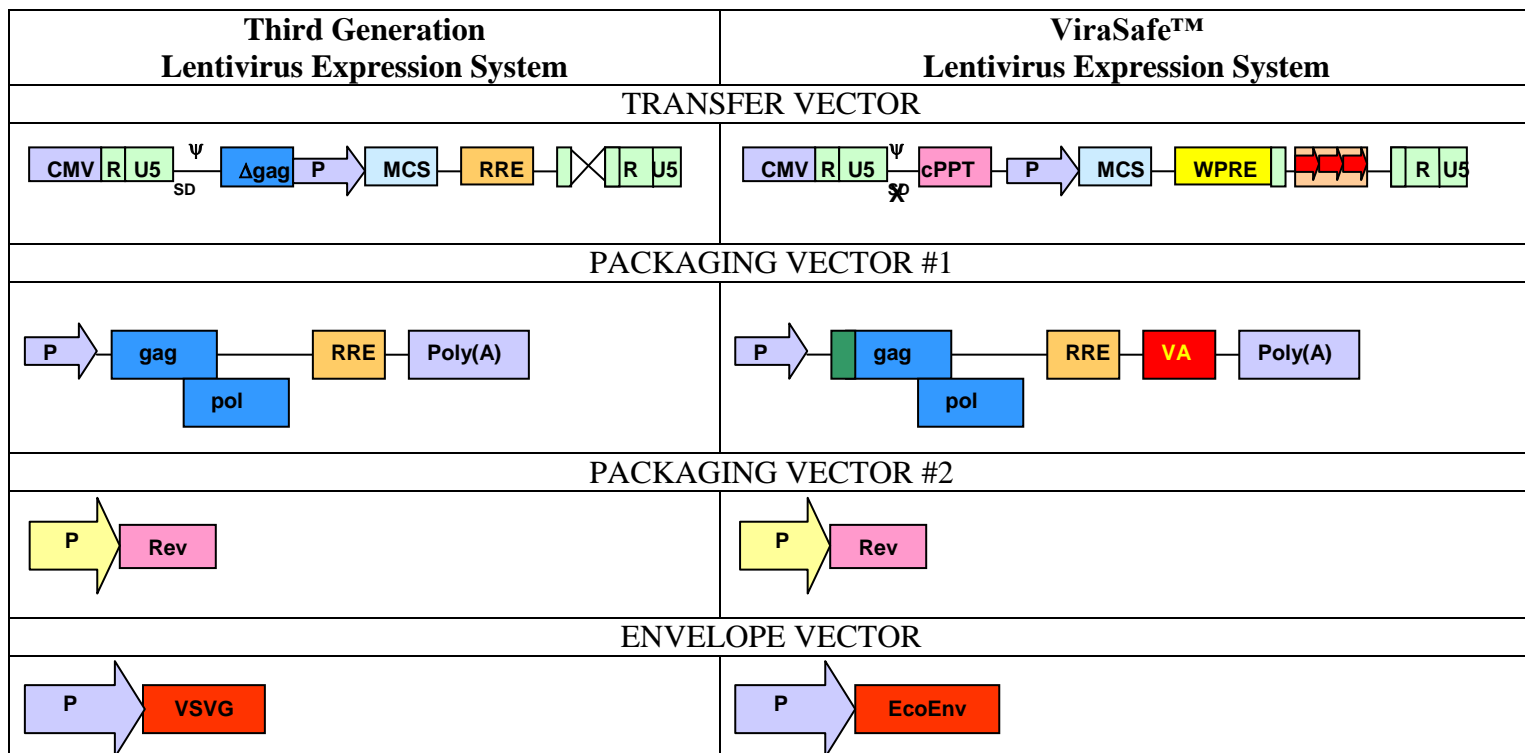 Third Generation
Lentivirus Expression System
ViraSafe™
Lentivirus Expression System
TRANSFER VECTOR
CMV R U5 ψ SD Δgag P MCS RRE R U5
CMV R U5 ψ SD X cPPT P MCS WPRE R U5
PACKAGING VECTOR #1
P gag pol RRE Poly(A)
P gag pol RRE VA Poly(A)
PACKAGING VECTOR #2
P Rev
P Rev
ENVELOPE VECTOR
P VSVG
P EcoEnv